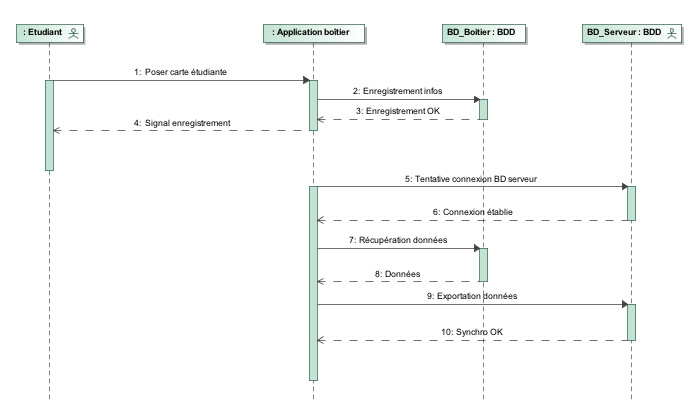 : Etudiant
: Application boîtier
BD_Boitier : BDD
BD_Serveur : BDD
1: Poser carte étudiante
2: Enregistrement infos
3: Enregistrement OK
4: Signal enregistrement
5: Tentative connexion BD serveur
6: Connexion établie
7: Récupération données
8: Données
9: Exportation données
10: Synchro OK